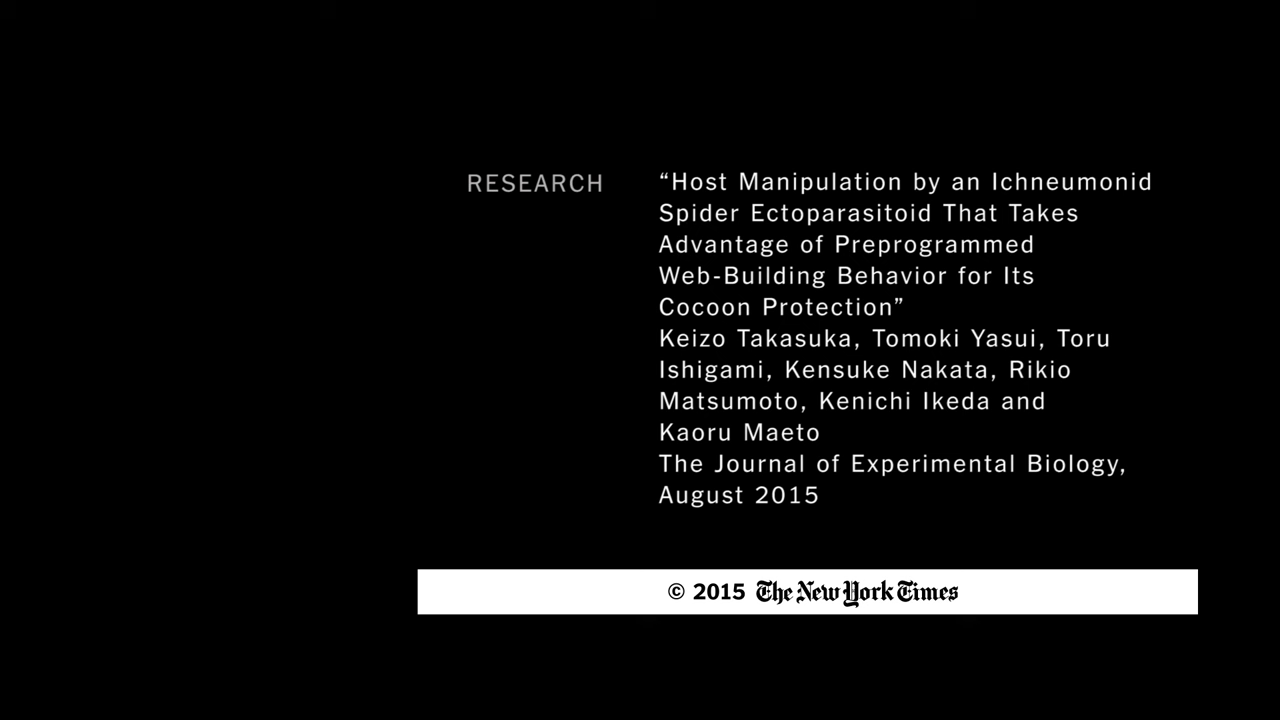 RESEARCH
“Host Manipulation by an Ichneumonid
Spider Ectoparasitoid That Takes
Advantage of Preprogrammed
Web-Building Behavior for Its
Cocoon Protection”
Keizo Takasuka, Tomoki Yasui, Toru
Ishigami, Kensuke Nakata, Rikio
Matsumoto, Kenichi Ikeda and
Kaoru Maeto
The Journal of Experimental Biology,
August 2015
© 2015 The New York Times